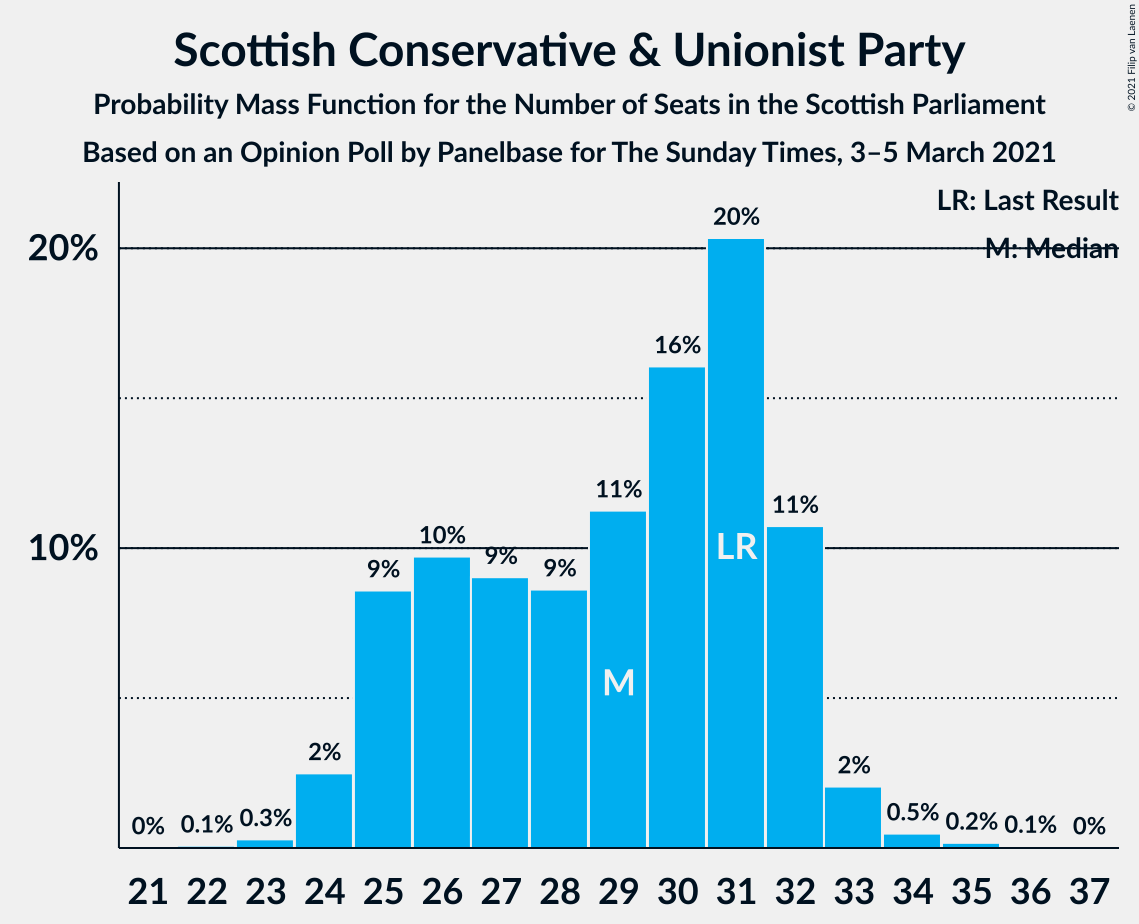 Scottish Conservative & Unionist Party
Probability Mass Function for the Number of Seats in the Scottish Parliament
Based on an Opinion Poll by Panelbase for The Sunday Times, 3–5 March 2021
© 2021 Filip van Laenen
LR: Last Result
M: Median
20%
10%
0%
0.1%
0.3%
2%
9%
10%
9%
9%
11%
16%
20%
11%
2%
0.5%
0.2%
0.1%
0%
M
LR
21 22 23 24 25 26 27 28 29 30 31 32 33 34 35 36 37